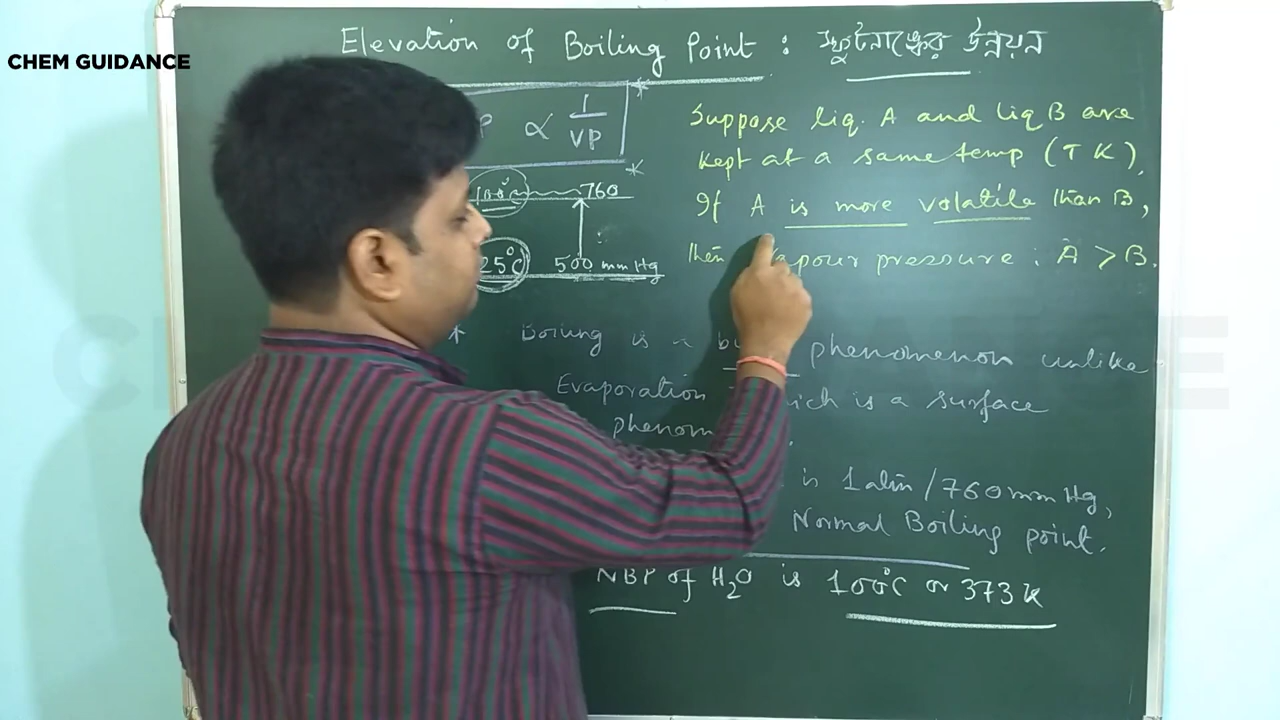 CHEM GUIDANCE
Elevation of Boiling Point : স্ফুটনাঙ্কের উন্নয়ন
P ∝ 1/VP
100° 760
25°C 500 mm Hg
Suppose liq. A and liq B are
kept at a same temp (T K),
If A is more volatile than B,
then vapour pressure : A > B.
* Boiling is a phenomenon unlike
Evaporation which is a surface
phenom
is 1 atm/760 mm Hg,
Normal Boiling point.
NBP of H₂O is 100°C or 373 K